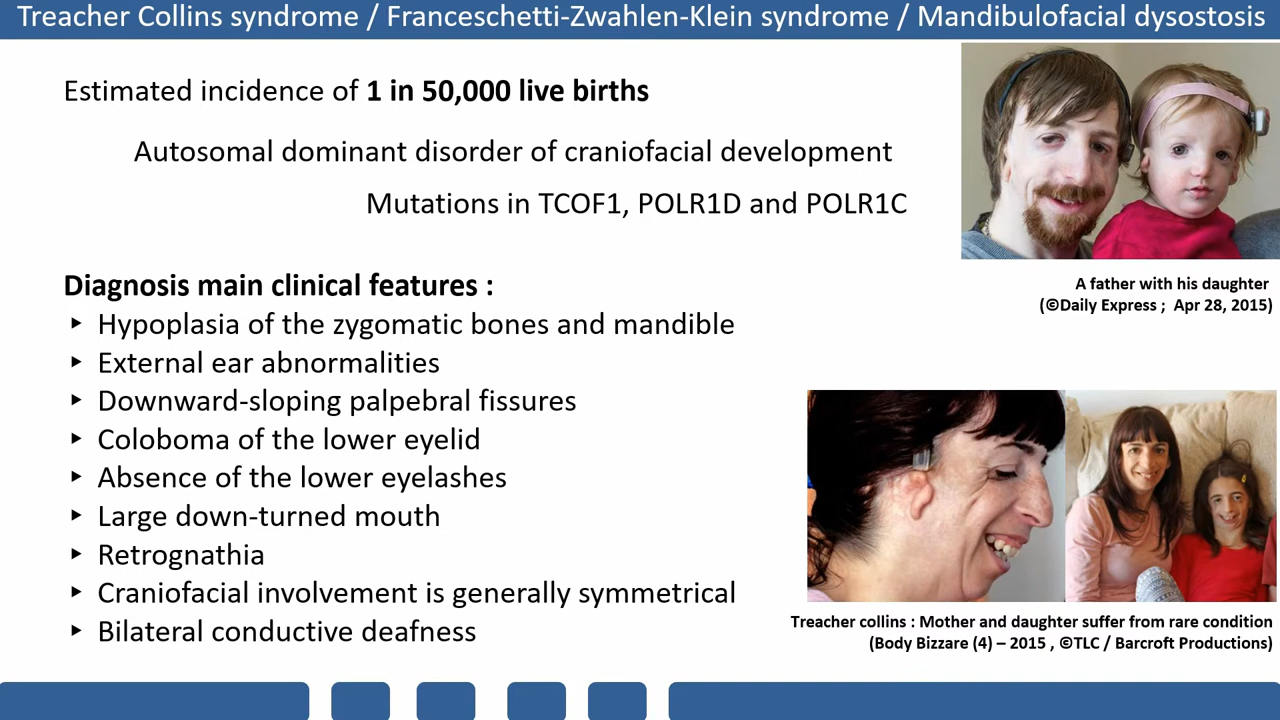 Treacher Collins syndrome / Franceschetti-Zwahlen-Klein syndrome / Mandibulofacial dysostosis
Estimated incidence of 1 in 50,000 live births
Autosomal dominant disorder of craniofacial development
Mutations in TCOF1, POLR1D and POLR1C
A father with his daughter
(©Daily Express ; Apr 28, 2015)
Diagnosis main clinical features :
‣ Hypoplasia of the zygomatic bones and mandible
‣ External ear abnormalities
‣ Downward-sloping palpebral fissures
‣ Coloboma of the lower eyelid
‣ Absence of the lower eyelashes
‣ Large down-turned mouth
‣ Retrognathia
‣ Craniofacial involvement is generally symmetrical
‣ Bilateral conductive deafness
Treacher collins : Mother and daughter suffer from rare condition
(Body Bizzare (4) – 2015 , ©TLC / Barcroft Productions)